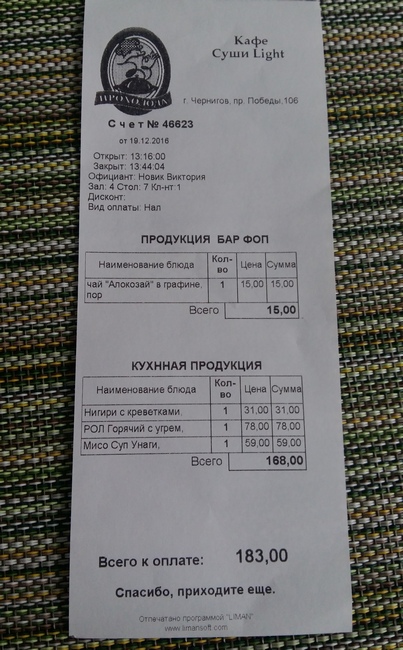 Кафе
Суши Light
ПРОХОЛОДА
г. Чернигов, пр. Победы,106
Счет № 46623
от 19.12.2016
Открыт: 13:16:00
Закрыт: 13:44:04
Официант: Новик Виктория
Зал: 4 Стол: 7 Кл-нт 1
Дисконт:
Вид оплаты: Нал
ПРОДУКЦИЯ БАР ФОП
Наименование блюда Кол-во Цена Сумма
чай "Алокозай" в графине, 1 15,00 15,00
пор
Всего 15,00
КУХННАЯ ПРОДУКЦИЯ
Наименование блюда Кол-во Цена Сумма
Нигири с креветками, 1 31,00 31,00
РОЛ Горячий с угрем, 1 78,00 78,00
Мисо Суп Унаги, 1 59,00 59,00
Всего 168,00
Всего к оплате: 183,00
Спасибо, приходите еще.
Отпечатано программой "LIMAN"
www.limansoft.com